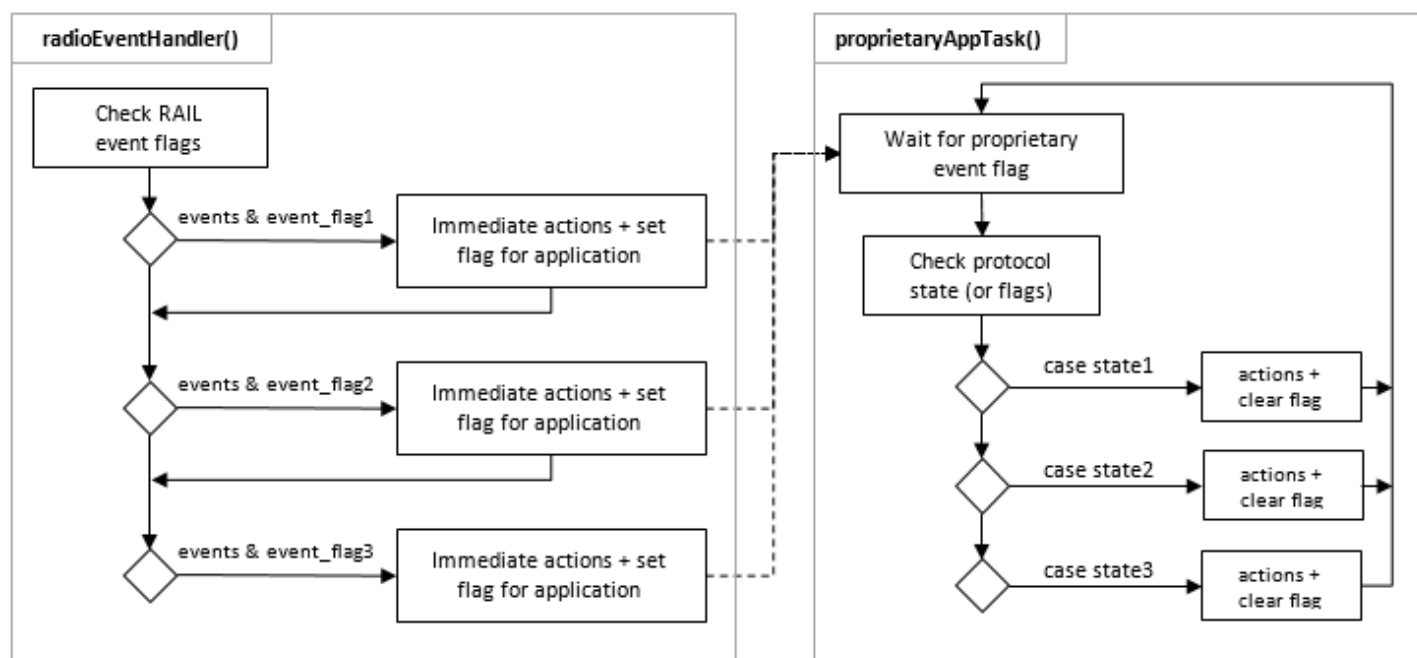 radioEventHandler()
Check RAIL
event flags
events & event_flag1
Immediate actions + set
flag for application
events & event_flag2
Immediate actions + set
flag for application
events & event_flag3
Immediate actions + set
flag for application
proprietaryAppTask()
Wait for proprietary
event flag
Check protocol
state (or flags)
case state1
actions +
clear flag
case state2
actions +
clear flag
case state3
actions +
clear flag